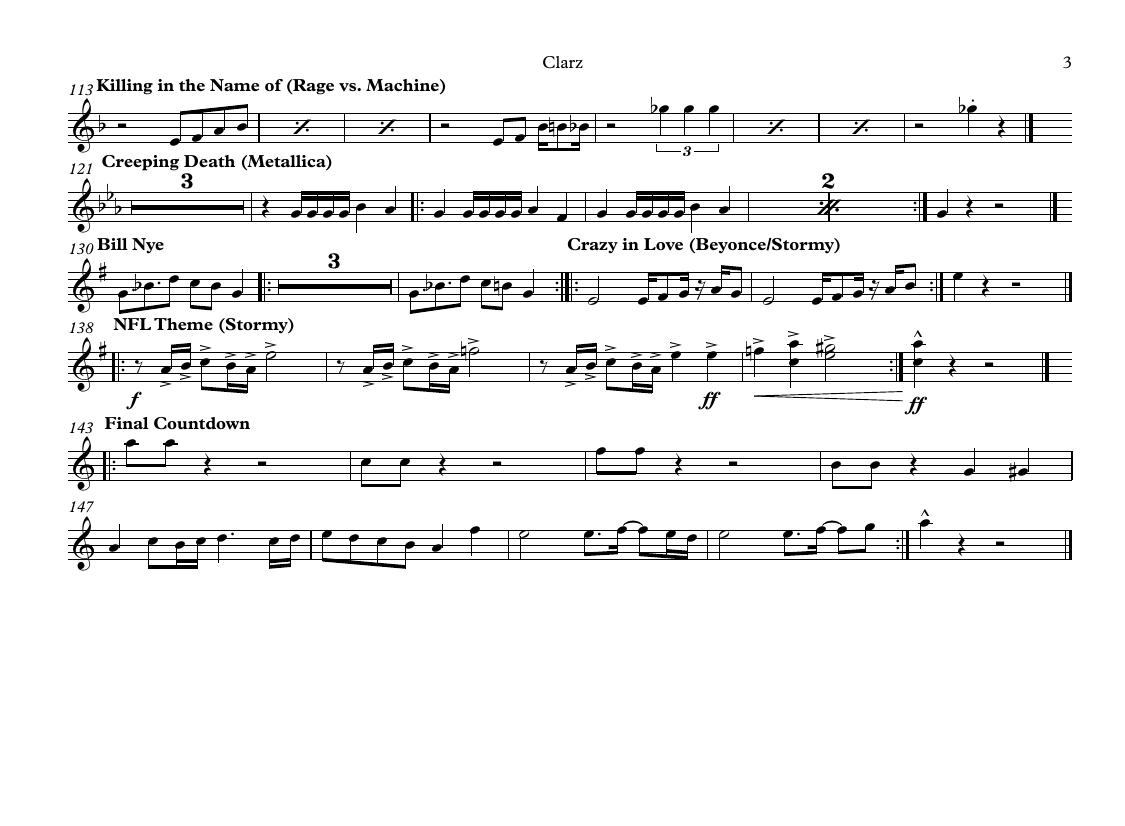 Clarz 3
113 Killing in the Name of (Rage vs. Machine)
3
121 Creeping Death (Metallica)
3 2
130 Bill Nye Crazy in Love (Beyonce/Stormy)
3
138 NFL Theme (Stormy)
f ff ff
143 Final Countdown
147